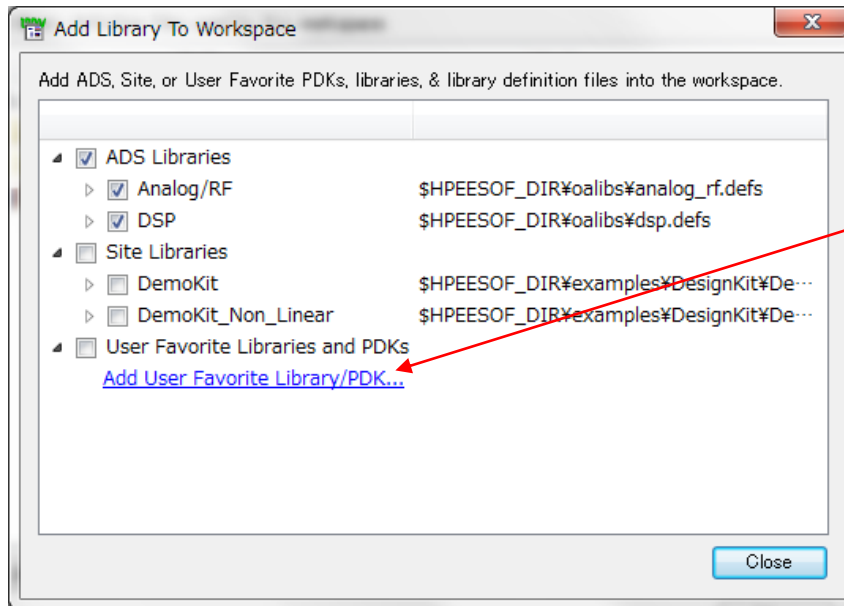 Add Library To Workspace
Add ADS, Site, or User Favorite PDKs, libraries, & library definition files into the workspace.
ADS Libraries
Analog/RF $HPEESOF_DIR¥oalibs¥analog_rf.defs
DSP $HPEESOF_DIR¥oalibs¥dsp.defs
Site Libraries
DemoKit $HPEESOF_DIR¥examples¥DesignKit¥De…
DemoKit_Non_Linear $HPEESOF_DIR¥examples¥DesignKit¥De…
User Favorite Libraries and PDKs
Add User Favorite Library/PDK...
Close